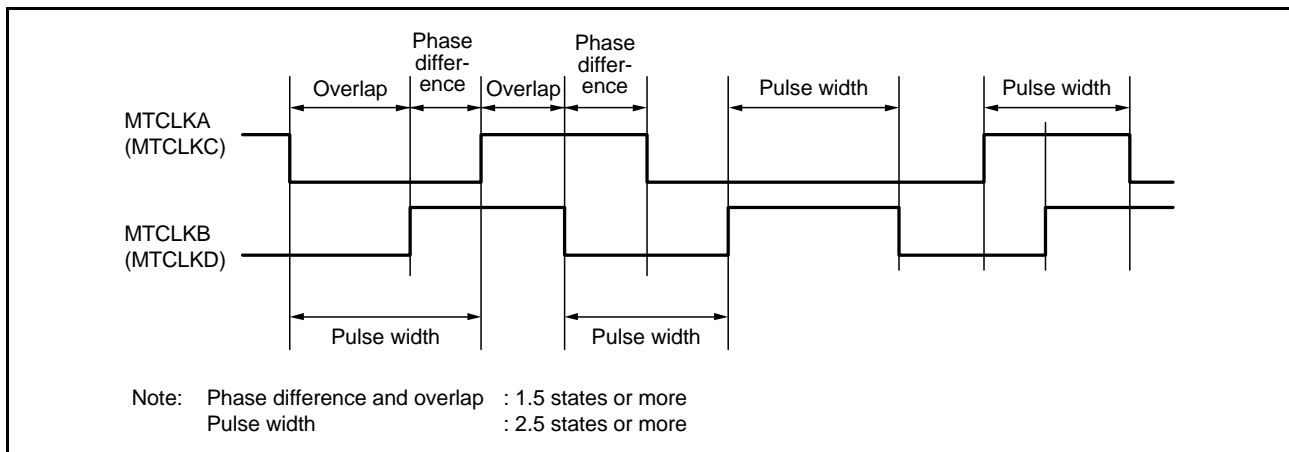 Phase
differ-
ence
Phase
differ-
ence
Overlap
Overlap
Pulse width
Pulse width
MTCLKA
(MTCLKC)
MTCLKB
(MTCLKD)
Pulse width
Pulse width
Note: Phase difference and overlap : 1.5 states or more
Pulse width : 2.5 states or more